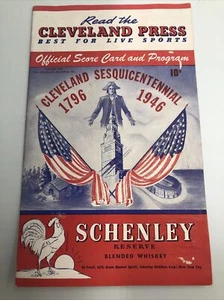 Read the
CLEVELAND PRESS
BEST FOR LIVE SPORTS
Official Score Card and Program
10¢
CLEVELAND SESQUICENTENNIAL
1796 1946
SCHENLEY
RESERVE
BLENDED WHISKEY